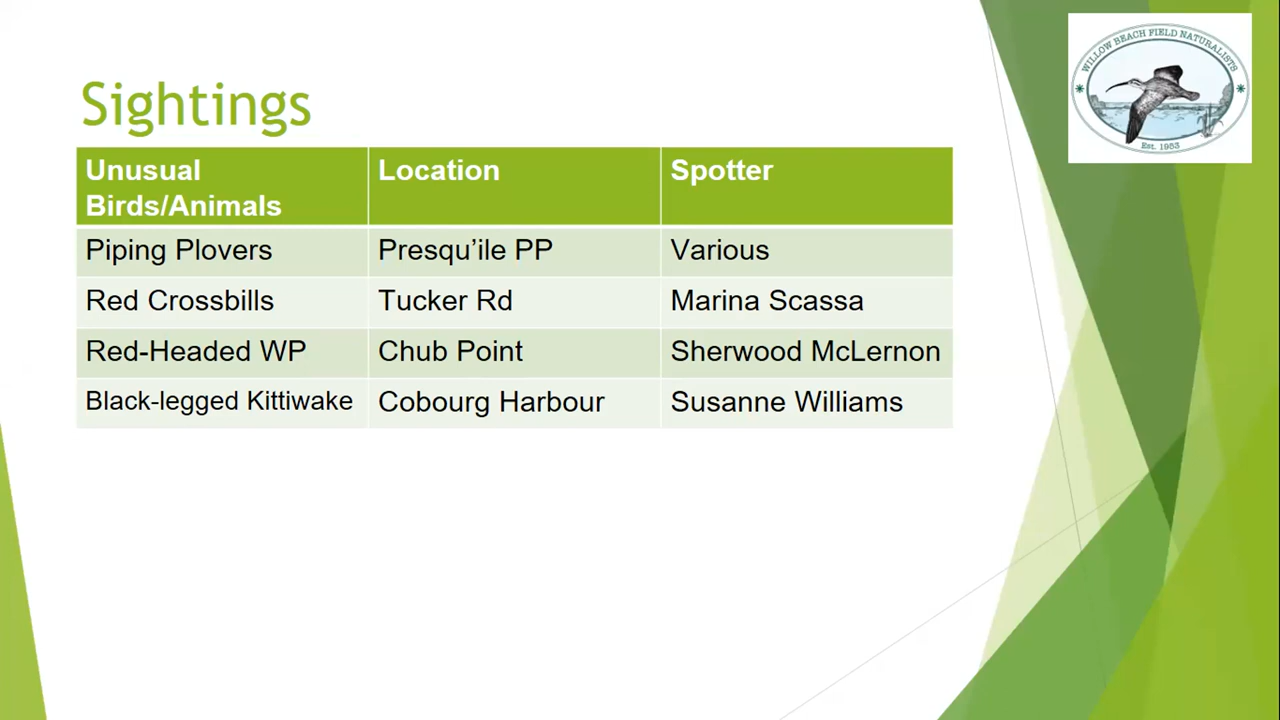 WILLOW BEACH FIELD NATURALISTS
Est. 1953
Sightings
Unusual Birds/Animals Location Spotter
Piping Plovers Presqu’ile PP Various
Red Crossbills Tucker Rd Marina Scassa
Red-Headed WP Chub Point Sherwood McLernon
Black-legged Kittiwake Cobourg Harbour Susanne Williams